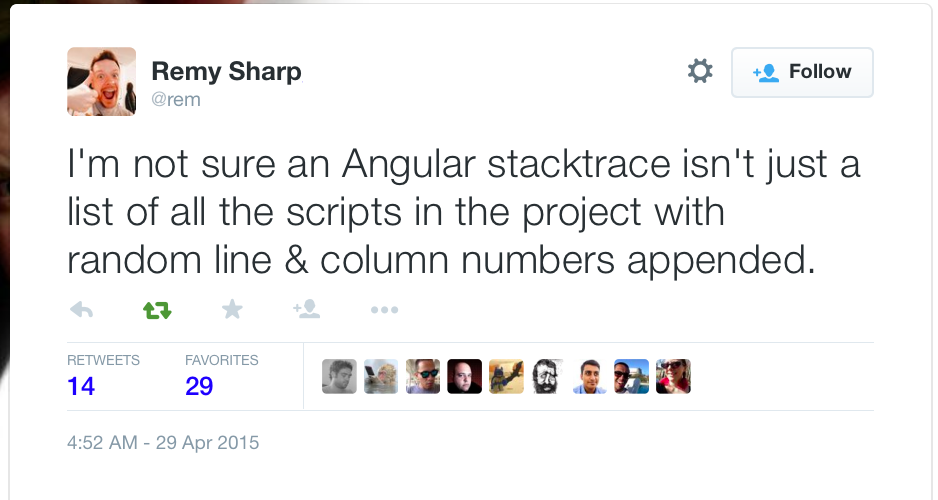 Remy Sharp
@rem
Follow
I'm not sure an Angular stacktrace isn't just a
list of all the scripts in the project with
random line & column numbers appended.
RETWEETS FAVORITES
14 29
4:52 AM - 29 Apr 2015